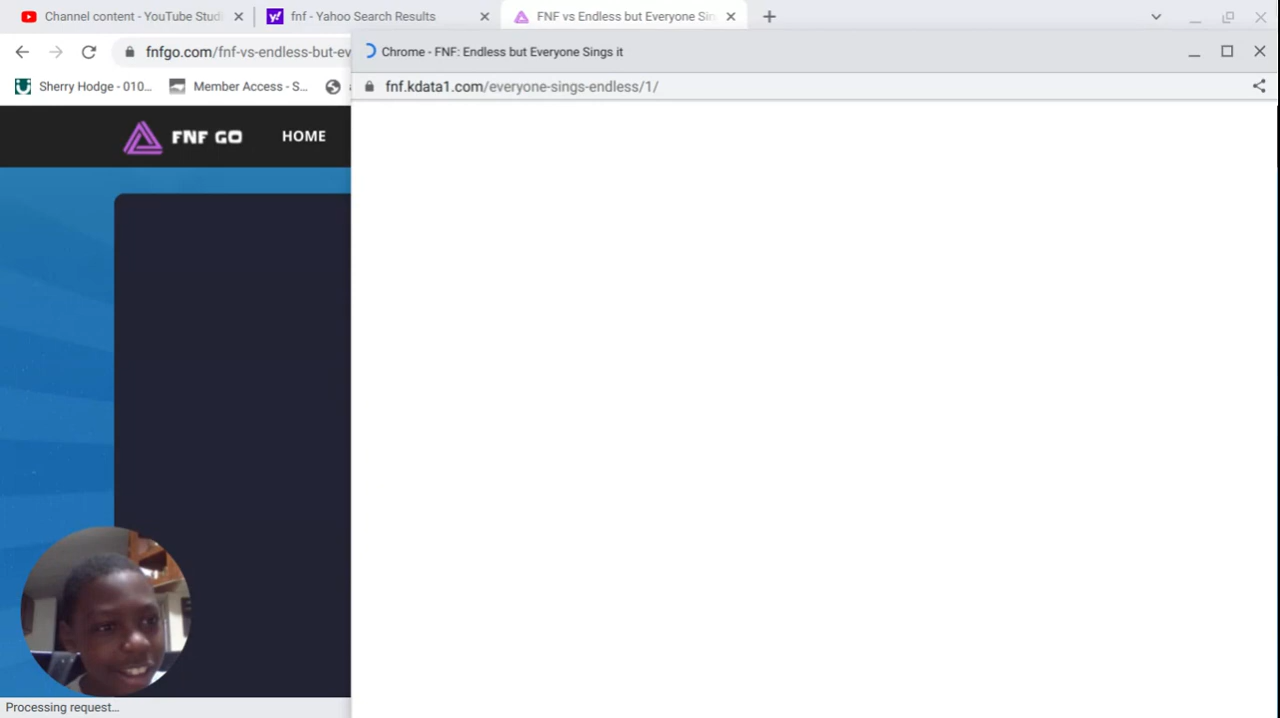 Channel content - YouTube Studi
fnf - Yahoo Search Results
FNF vs Endless but Everyone Sin
fnfgo.com/fnf-vs-endless-but-ev
Chrome - FNF: Endless but Everyone Sings it
fnf.kdata1.com/everyone-sings-endless/1/
Sherry Hodge - 010...
Member Access - S...
FNF GO
HOME
Processing request...